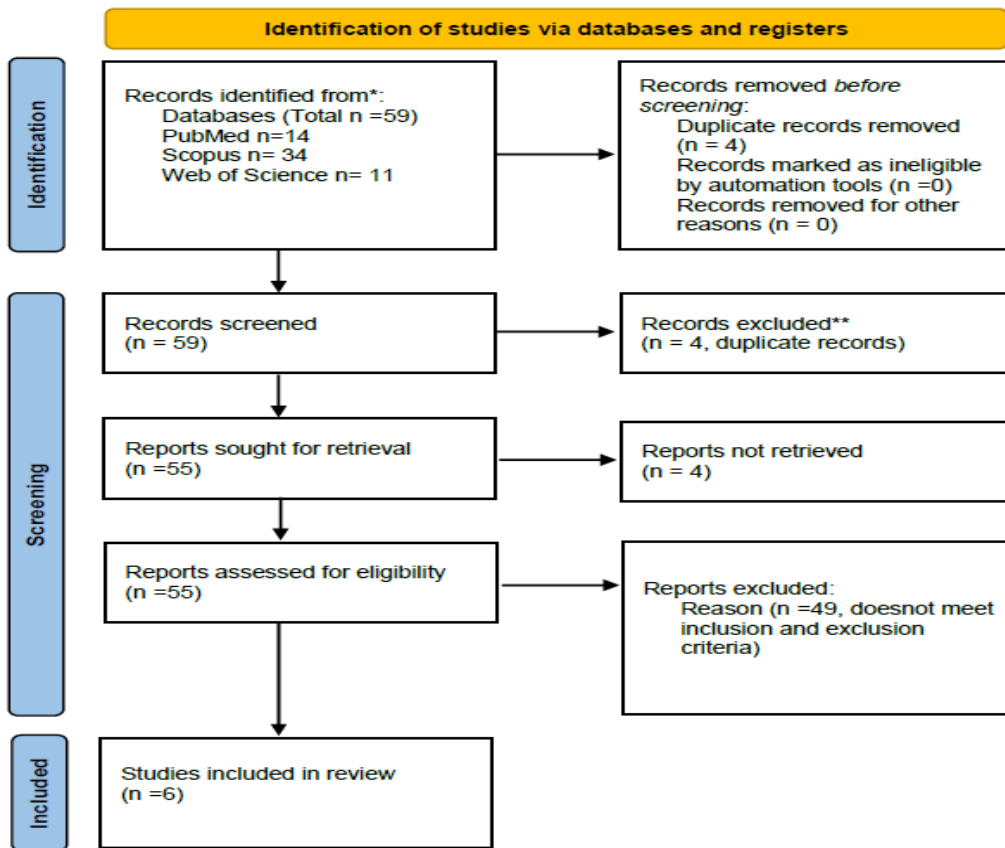 Identification of studies via databases and registers
Identification
Records identified from*:
Databases (Total n =59)
PubMed n=14
Scopus n= 34
Web of Science n= 11
Records removed before
screening:
Duplicate records removed
(n = 4)
Records marked as ineligible
by automation tools (n =0)
Records removed for other
reasons (n = 0)
Screening
Records screened
(n = 59)
Records excluded**
(n = 4, duplicate records)
Reports sought for retrieval
(n =55)
Reports not retrieved
(n = 4)
Reports assessed for eligibility
(n =55)
Reports excluded:
Reason (n =49, doesnot meet
inclusion and exclusion
criteria)
Included
Studies included in review
(n =6)